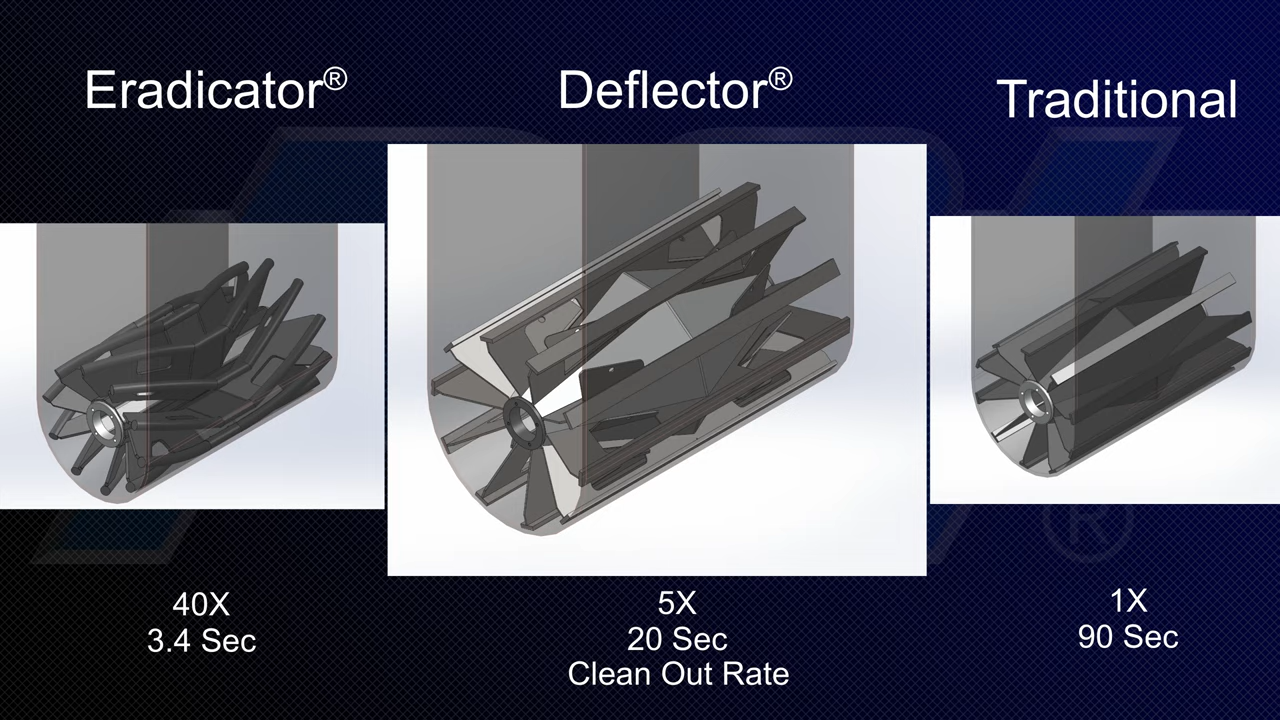 Eradicator®
Deflector®
Traditional
40X
3.4 Sec
5X
20 Sec
Clean Out Rate
1X
90 Sec